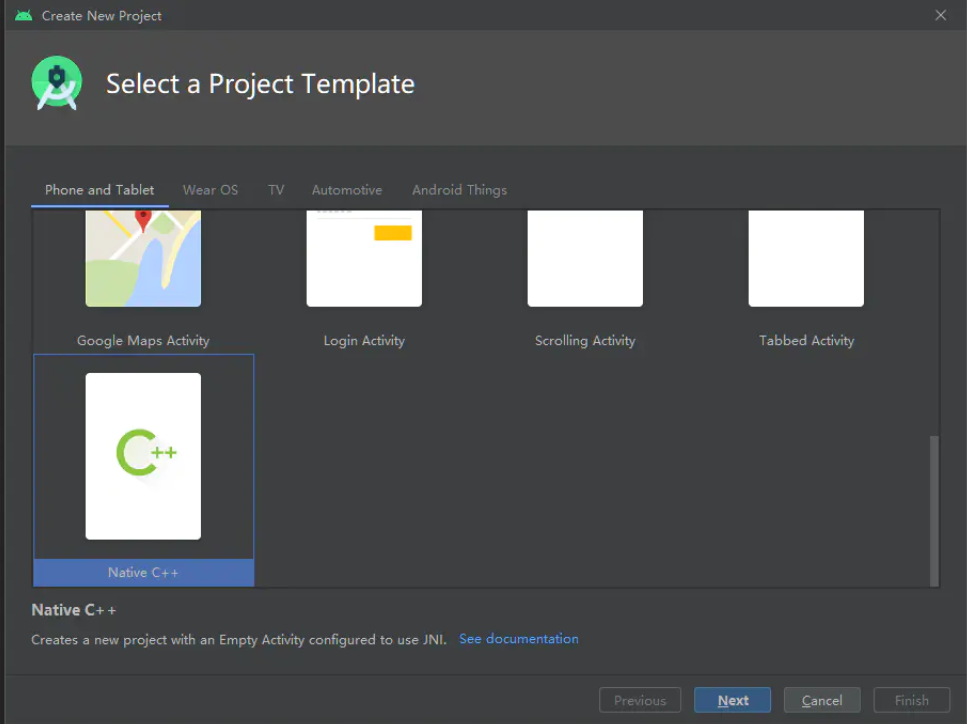 Create New Project
Select a Project Template
Phone and Tablet Wear OS TV Automotive Android Things
Google Maps Activity Login Activity Scrolling Activity Tabbed Activity
C++
Native C++
Native C++
Creates a new project with an Empty Activity configured to use JNI. See documentation
Previous Next Cancel Finish